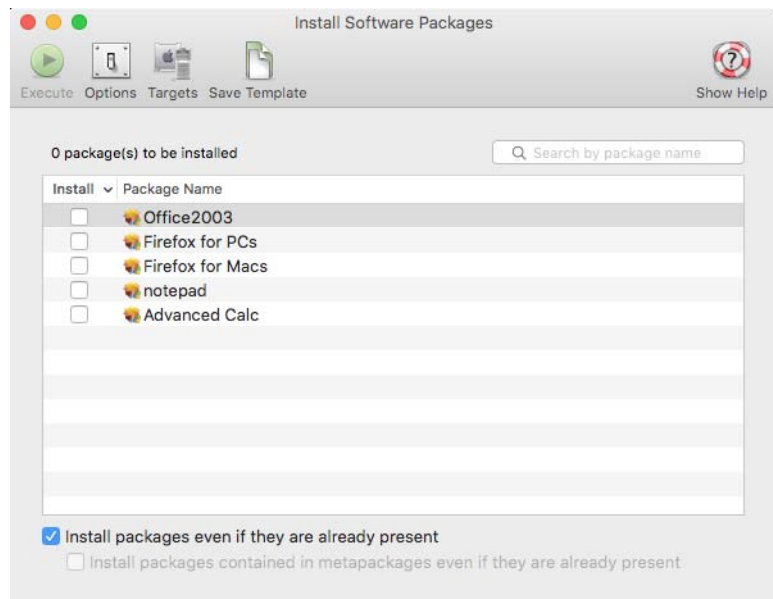 Install Software Packages
Execute Options Targets Save Template Show Help
0 package(s) to be installed Search by package name
Install Package Name
Office2003
Firefox for PCs
Firefox for Macs
notepad
Advanced Calc
Install packages even if they are already present
Install packages contained in metapackages even if they are already present